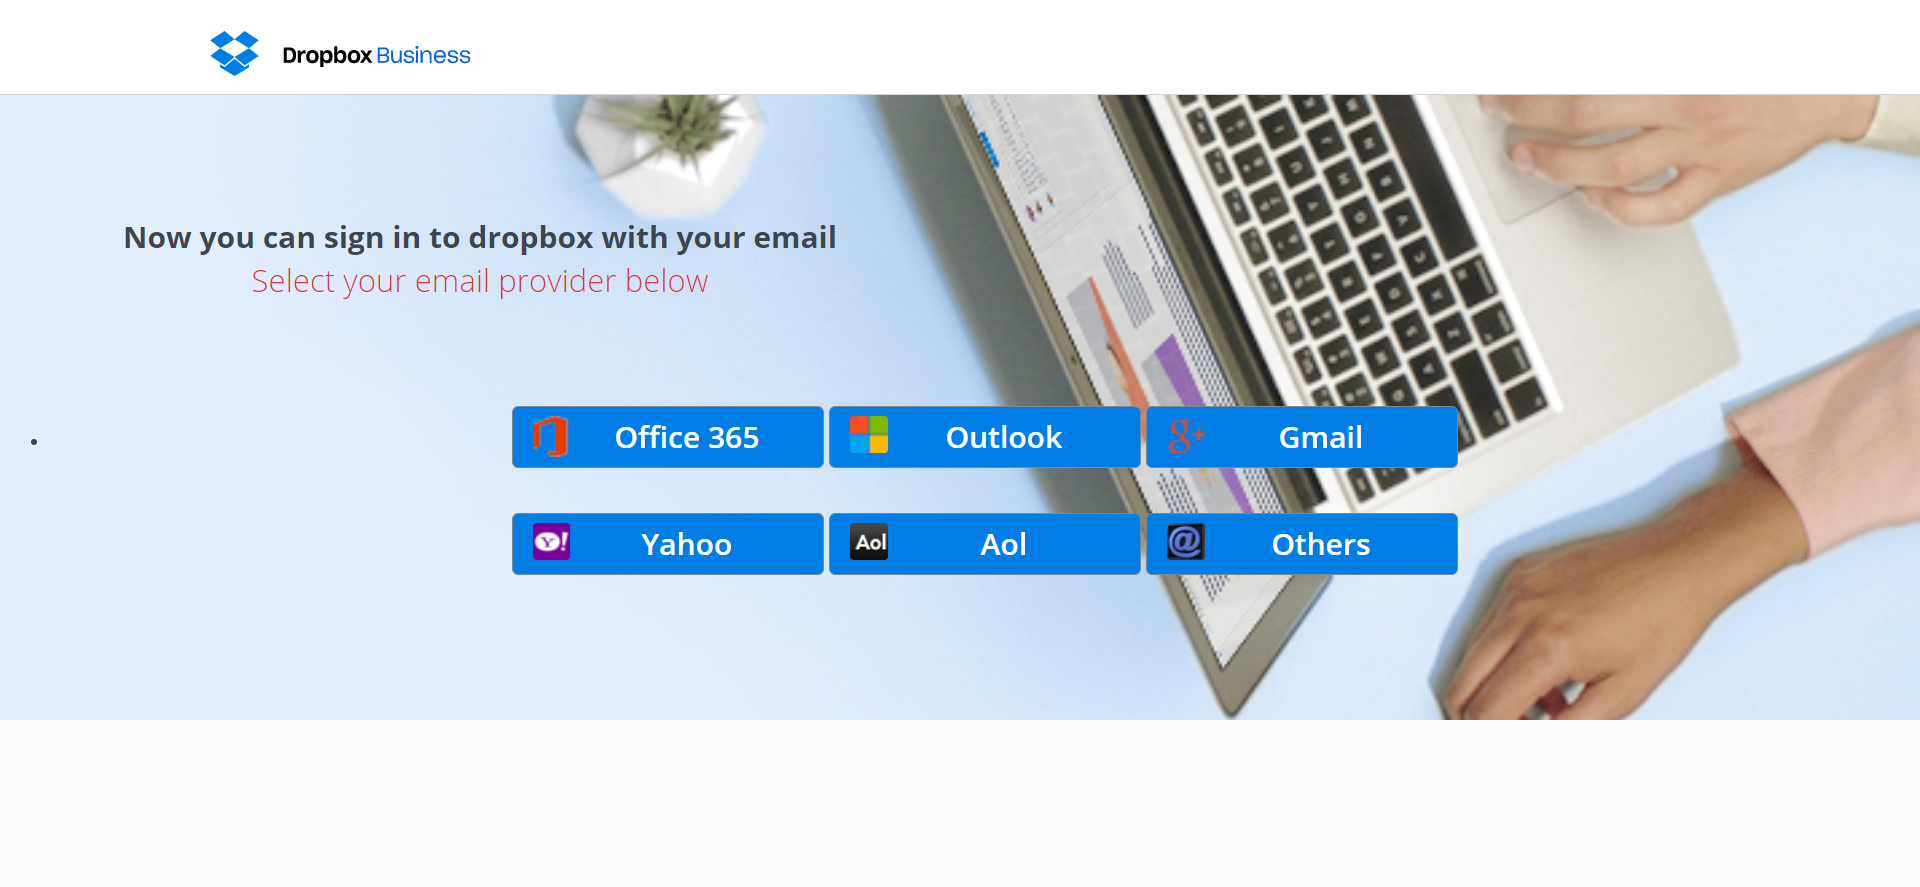 Dropbox Business
Now you can sign in to dropbox with your email
Select your email provider below
Office 365
Outlook
g+ Gmail
Y! Yahoo
Aol Aol
@ Others